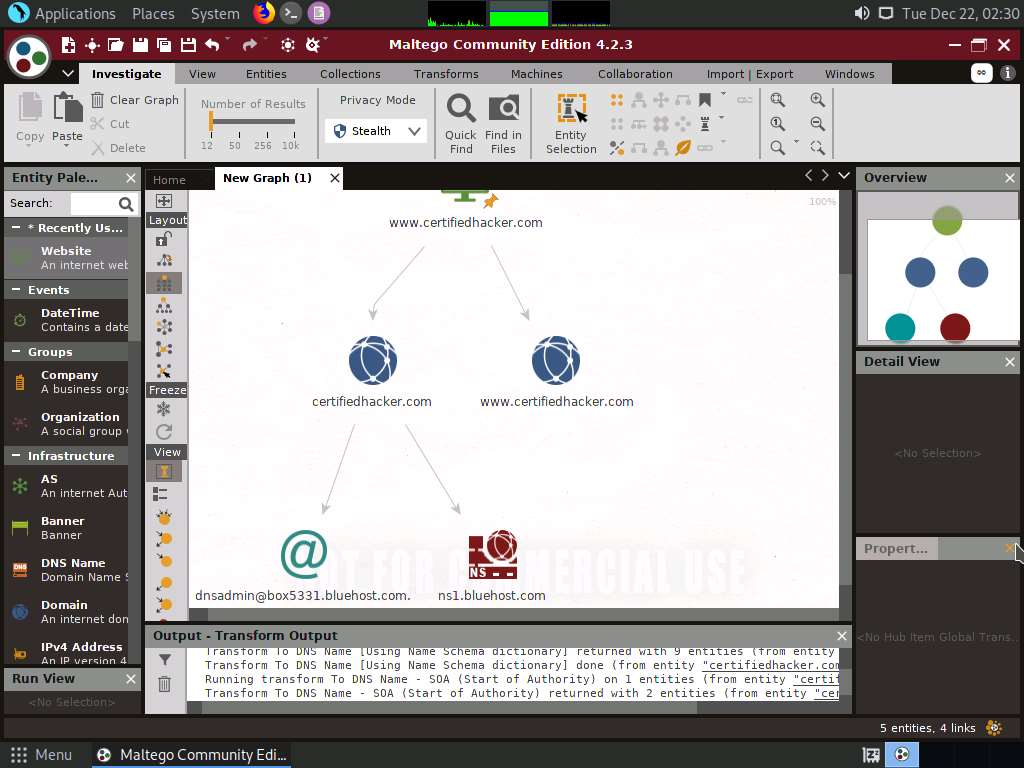 Applications Places System
Tue Dec 22, 02:30
Maltego Community Edition 4.2.3
Investigate View Entities Collections Transforms Machines Collaboration Import | Export Windows
Copy
Paste
Clear Graph
Cut
Delete
Number of Results
12 50 256 10k
Privacy Mode
Stealth
Quick
Find
Find in
Files
Entity
Selection
Entity Pale...
Search:
* Recently Us...
Website
An internet web
Events
DateTime
Contains a date
Groups
Company
A business orga
Organization
A social group
Infrastructure
AS
An internet Aut
Banner
Banner
DNS Name
Domain Name S
Domain
An internet don
IPv4 Address
An IP version 4
Run View
<No Selection>
Home
New Graph (1)
Layout
Freeze
View
100%
www.certifiedhacker.com
certifiedhacker.com
www.certifiedhacker.com
DNS
NOT FOR COMMERCIAL USE
dnsadmin@box5331.bluehost.com.
ns1.bluehost.com
Output - Transform Output
Transform To DNS Name [Using Name Schema dictionary] returned with 9 entities (from entity
Transform To DNS Name [Using Name Schema dictionary] done (from entity "certifiedhacker.com
Running transform To DNS Name - SOA (Start of Authority) on 1 entities (from entity "certif
Transform To DNS Name - SOA (Start of Authority) returned with 2 entities (from entity "cer
Overview
Detail View
<No Selection>
Propert...
<No Hub Item Global Trans...
5 entities, 4 links
Menu
Maltego Community Edi...